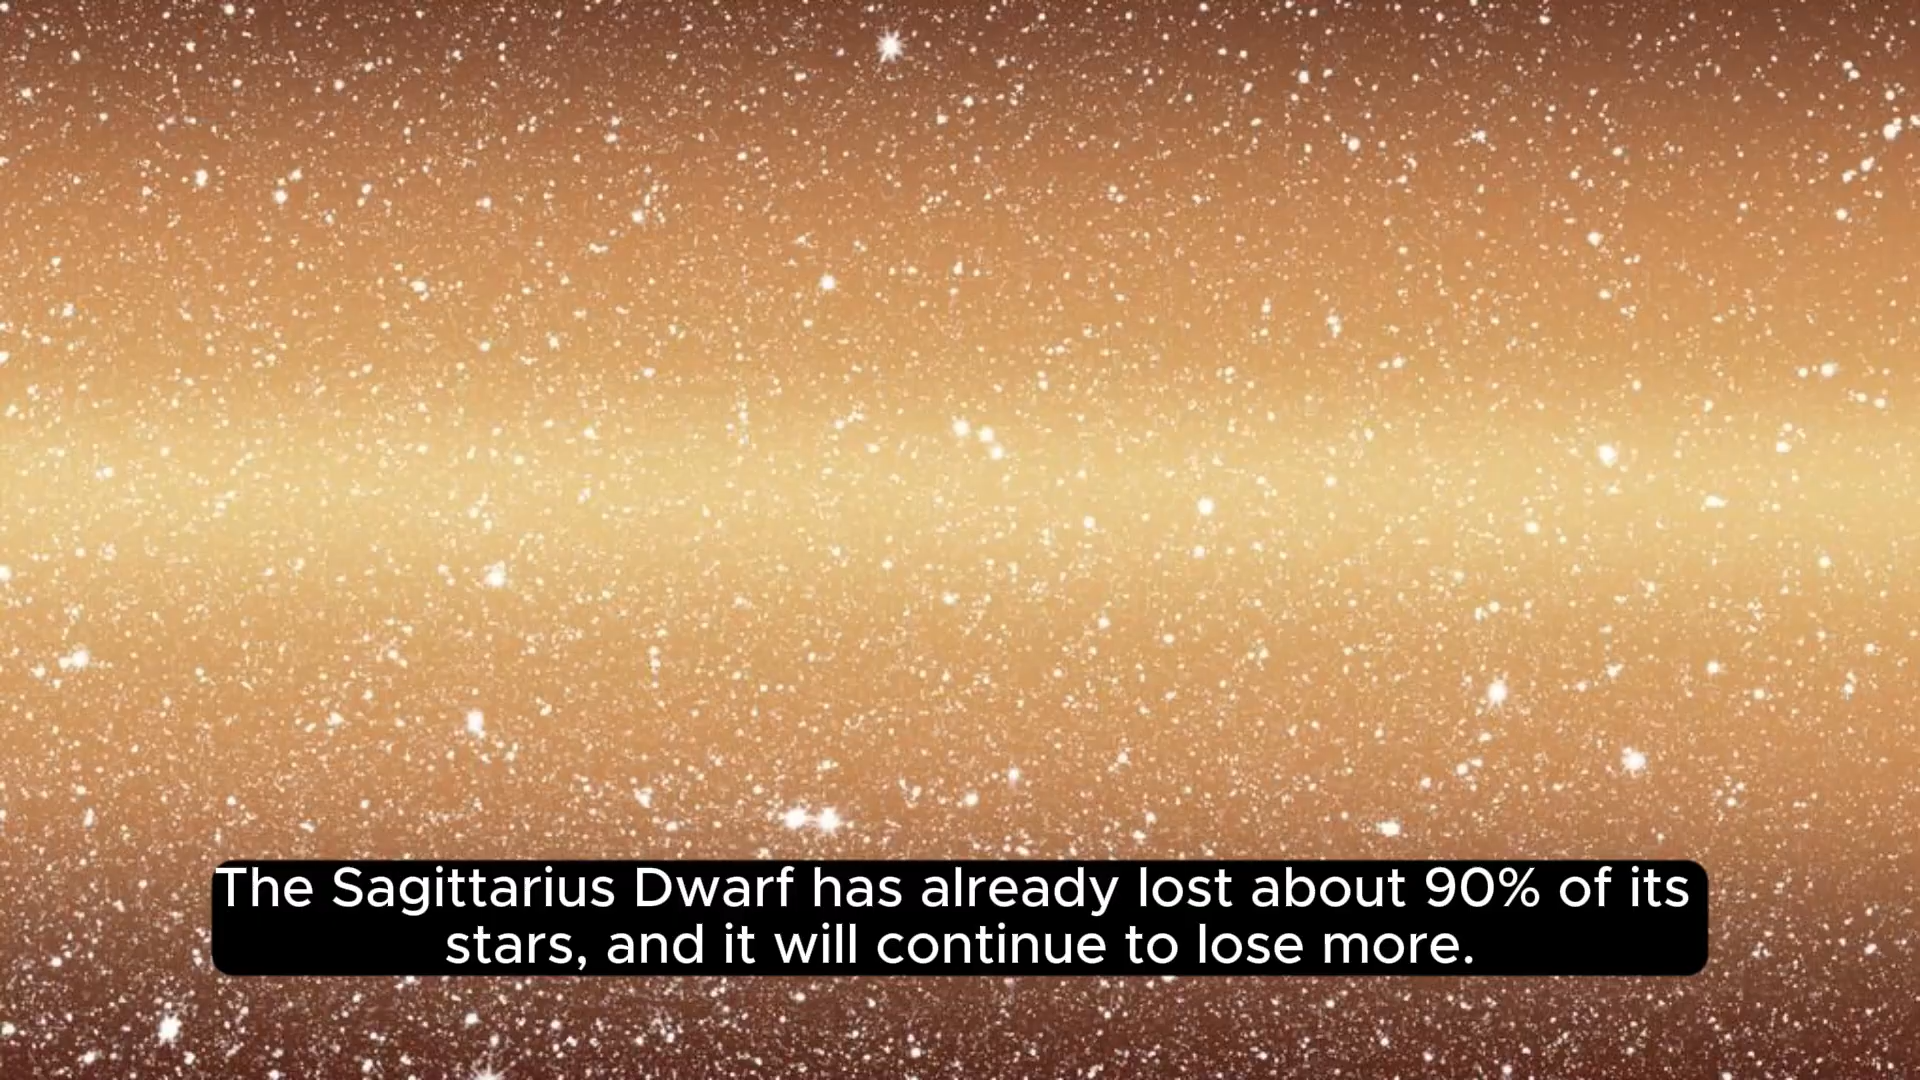 The Sagittarius Dwarf has already lost about 90% of its
stars, and it will continue to lose more.